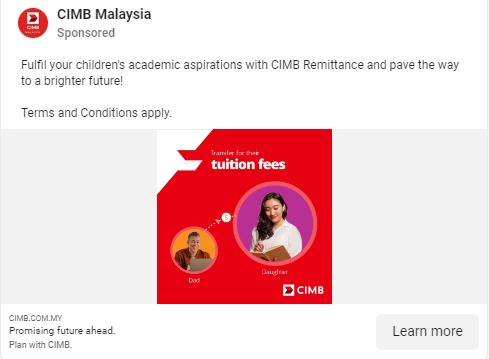 CIMB
CIMB Malaysia
Sponsored
Fulfil your children's academic aspirations with CIMB Remittance and pave the way
to a brighter future!
Terms and Conditions apply.
Transfer for their
tuition fees
$
Dad
Daughter
CIMB
CIMB.COM.MY
Promising future ahead.
Plan with CIMB.
Learn more